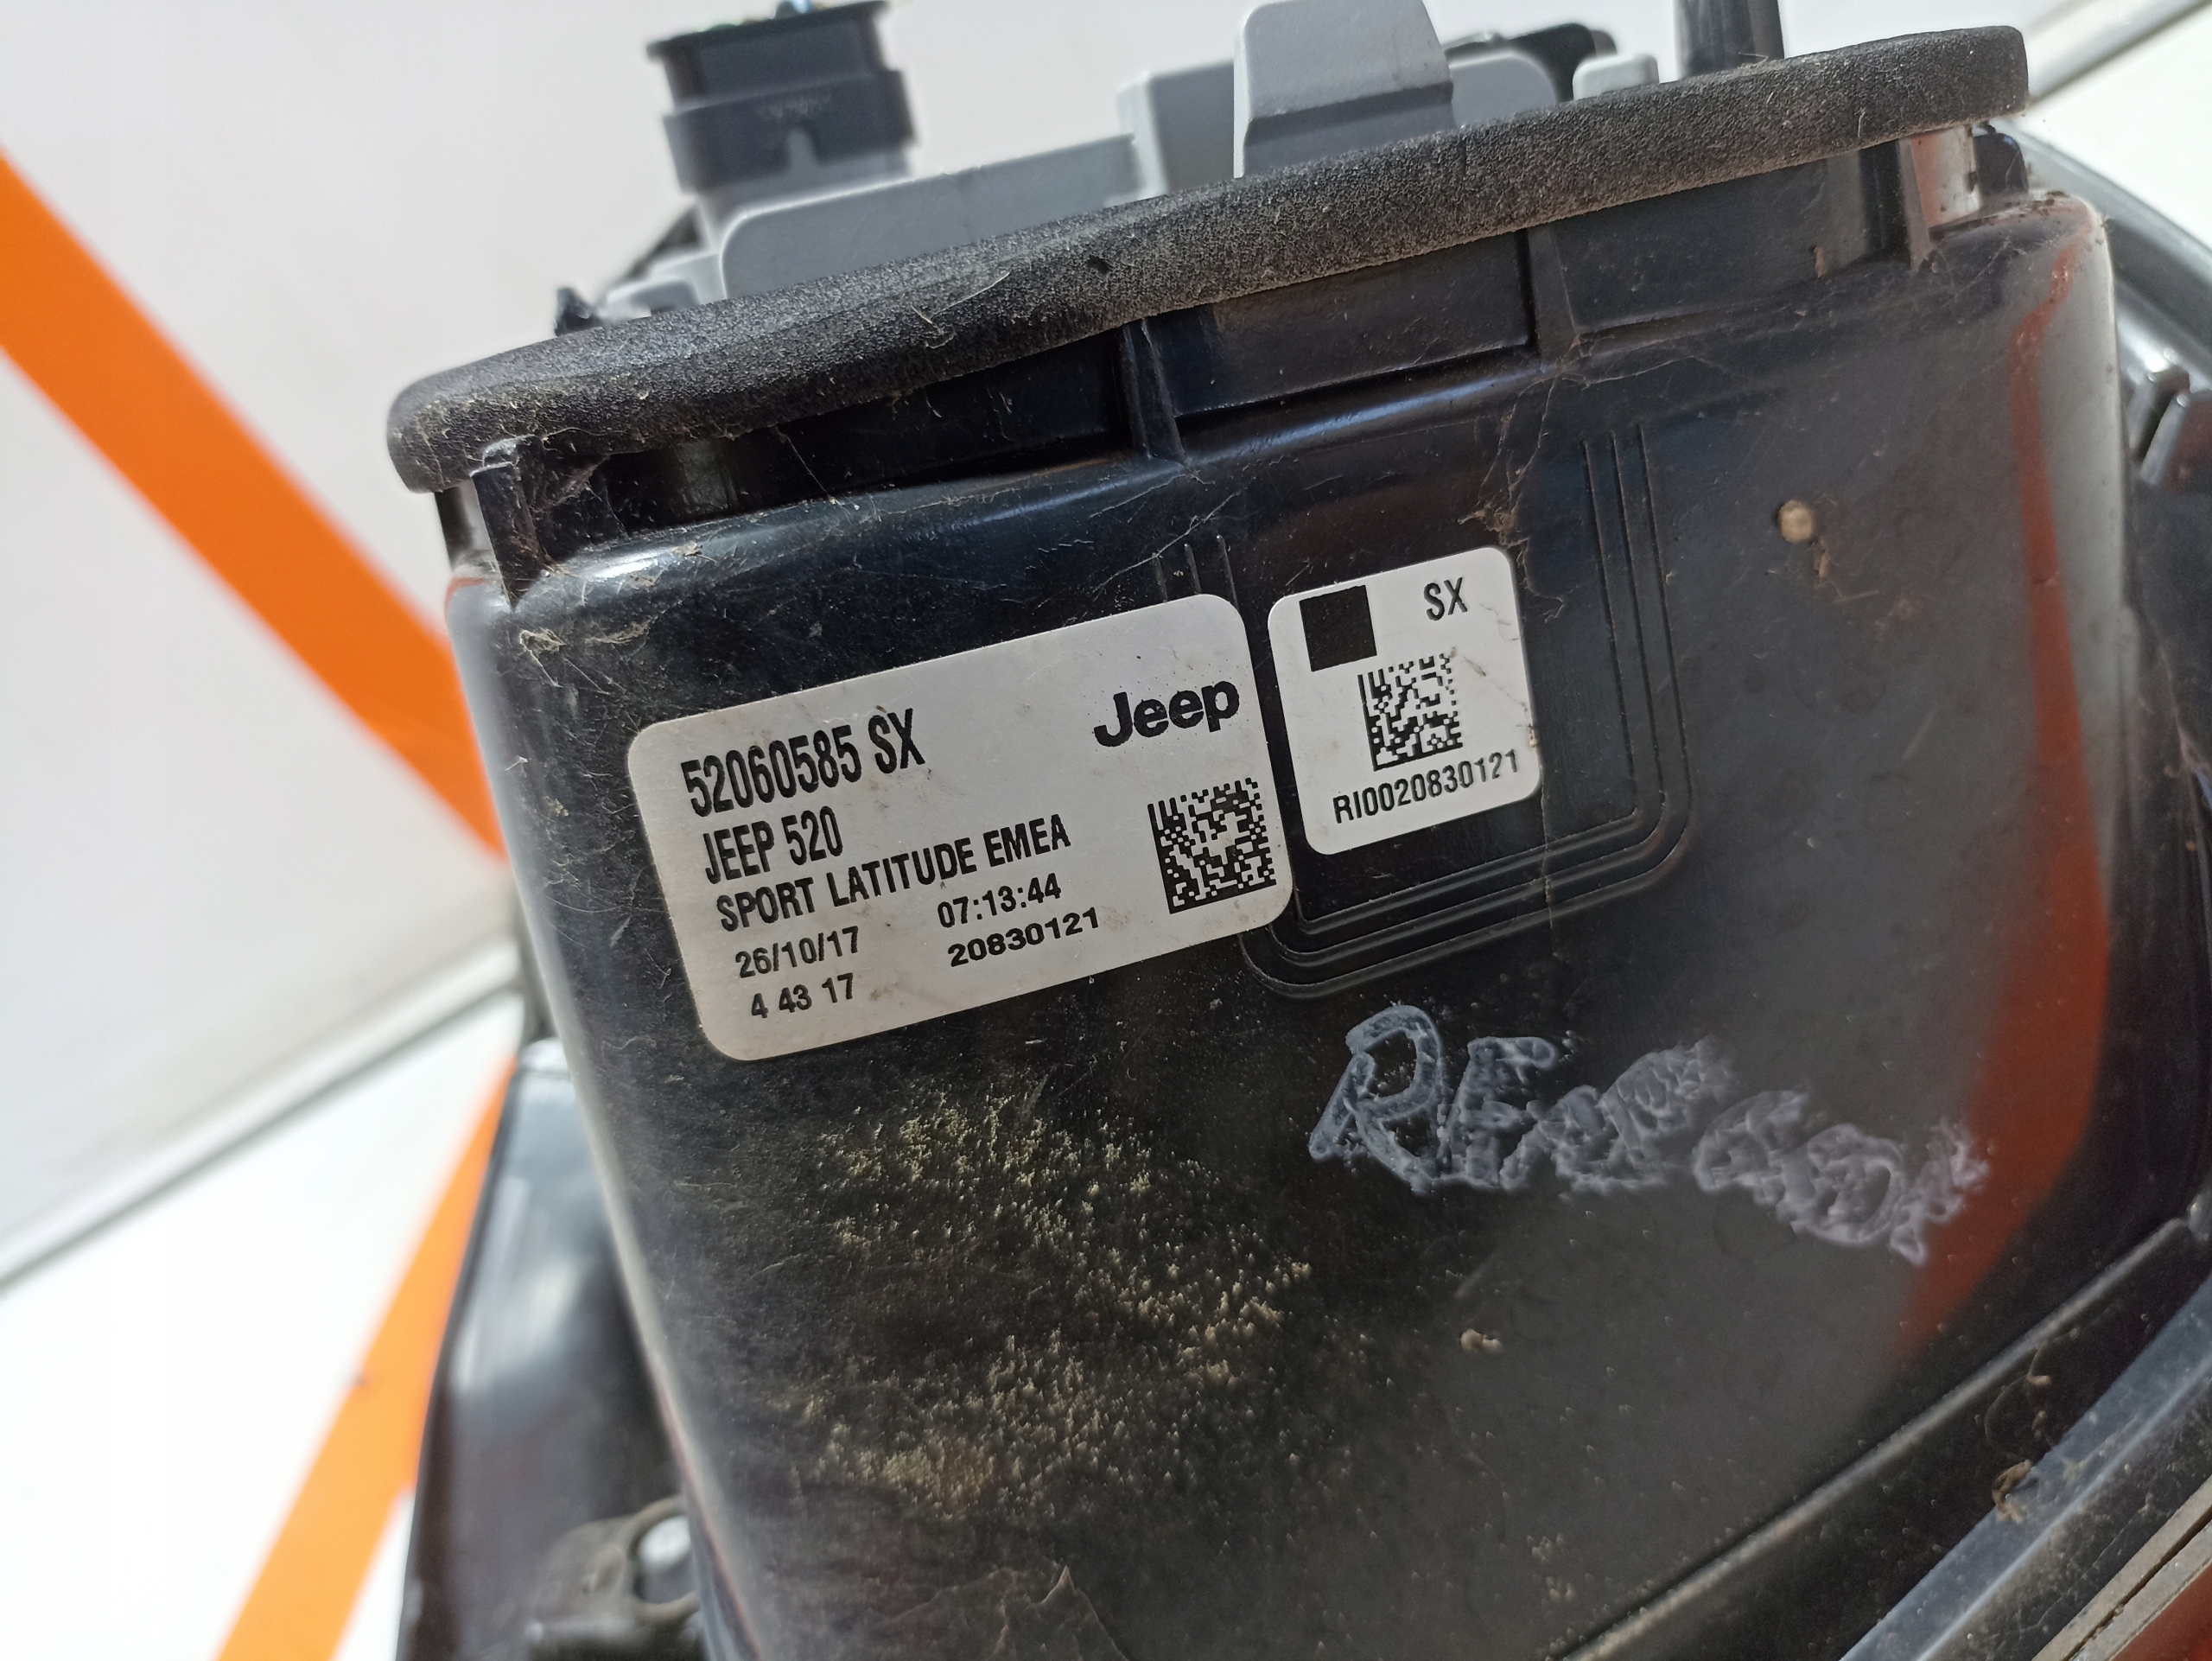 52060585 SX
Jeep
JEEP 520
SPORT LATITUDE EMEA
26/10/17 07:13:44
4 43 17 20830121
SX
RI0020830121